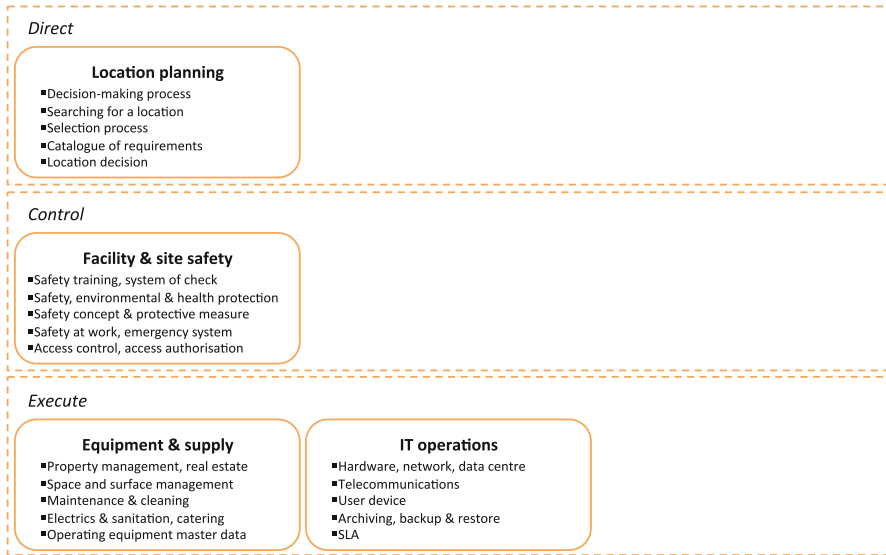 Direct
Location planning
▪Decision-making process
▪Searching for a location
▪Selection process
▪Catalogue of requirements
▪Location decision
Control
Facility & site safety
▪Safety training, system of check
▪Safety, environmental & health protection
▪Safety concept & protective measure
▪Safety at work, emergency system
▪Access control, access authorisation
Execute
Equipment & supply
▪Property management, real estate
▪Space and surface management
▪Maintenance & cleaning
▪Electrics & sanitation, catering
▪Operating equipment master data
IT operations
▪Hardware, network, data centre
▪Telecommunications
▪User device
▪Archiving, backup & restore
▪SLA